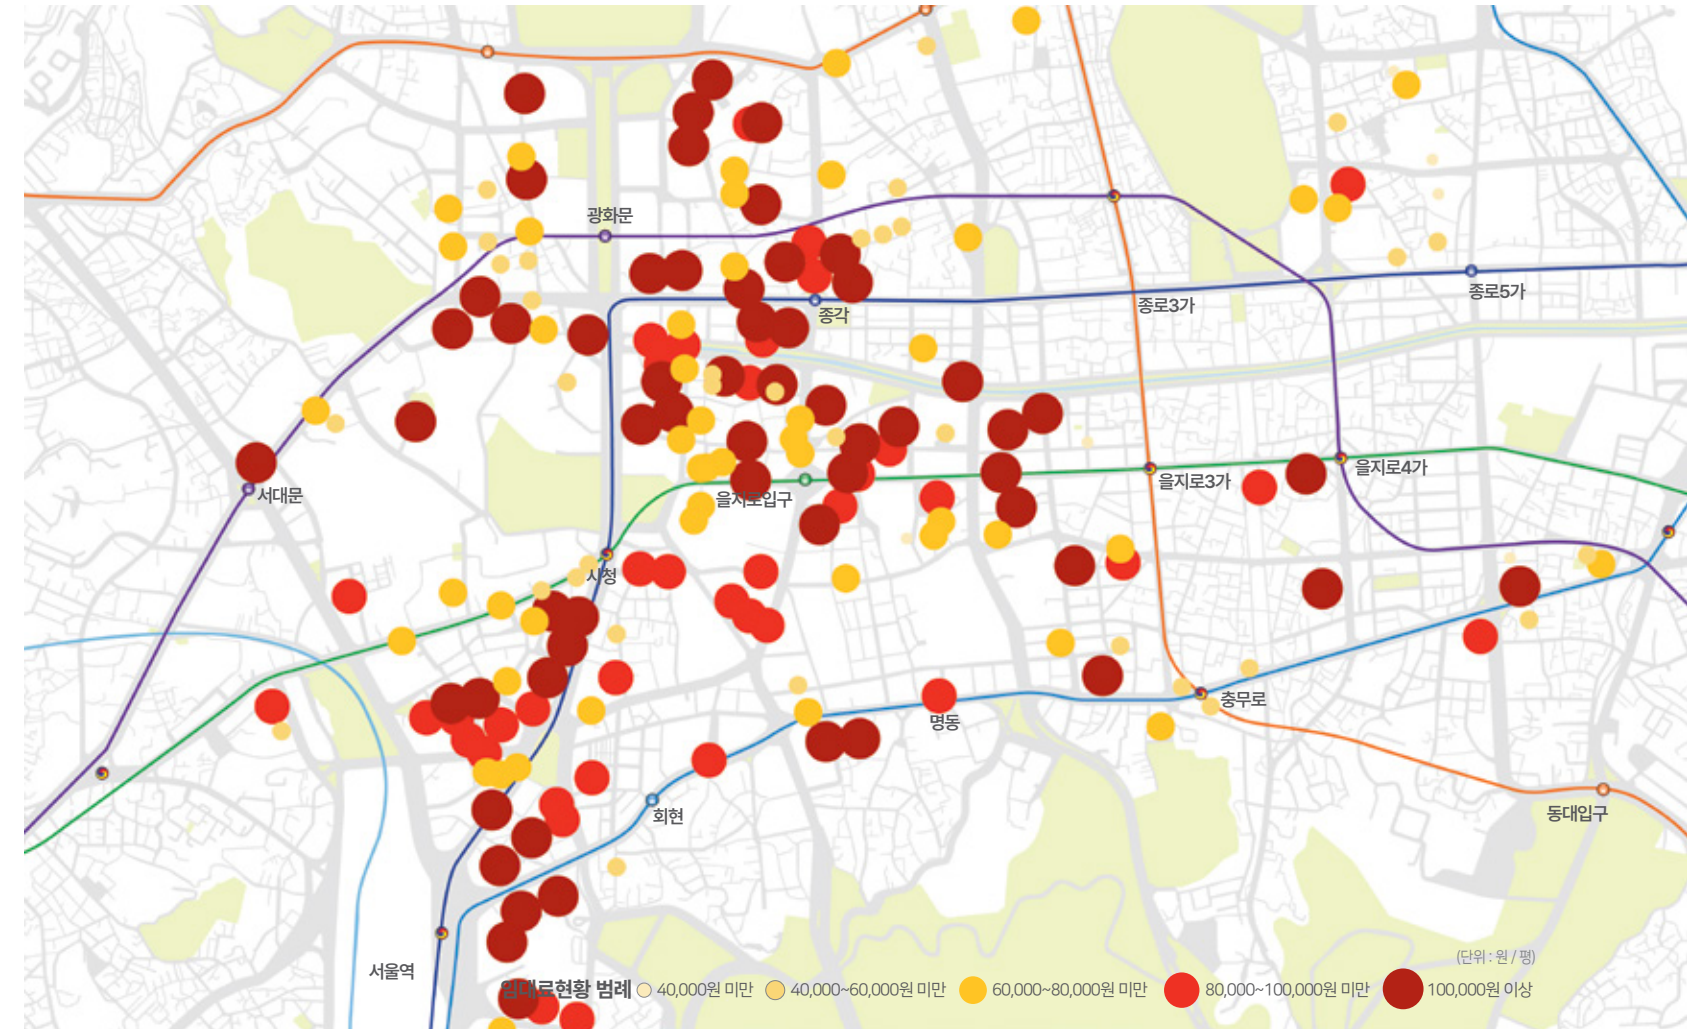 광화문
종각
종로3가
종로5가
서대문
을지로입구
을지로3가
을지로4가
시청
충무로
명동
회현
동대입구
서울역
(단위 : 원 / 평)
임대료현황 범례 40,000원 미만 40,000~60,000원 미만 60,000~80,000원 미만 80,000~100,000원 미만 100,000원 이상